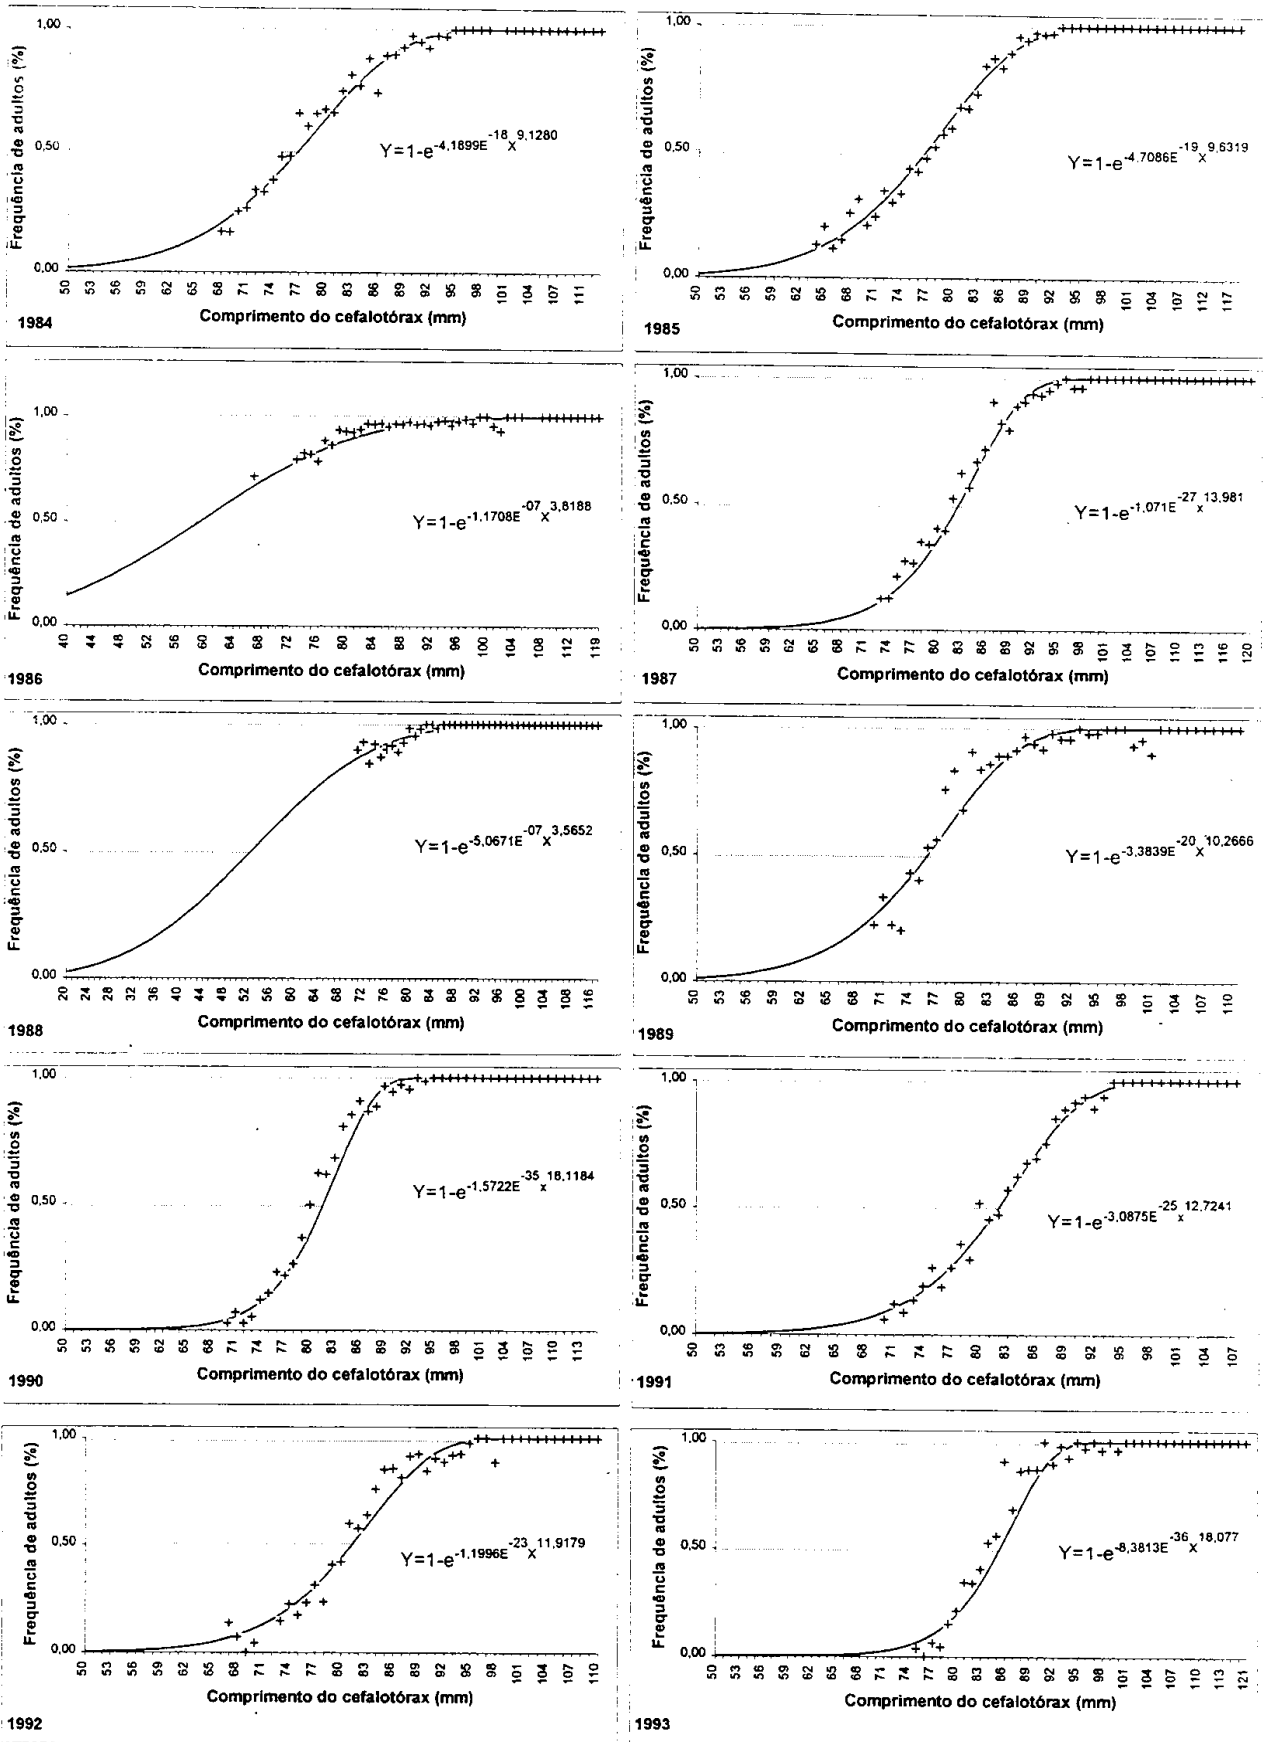 Frequência de adultos (%)
1,00
0,50
0,00
Y=1-e^-4,1899E^-18 x^9,1280
50 53 56 59 62 65 68 71 74 77 80 83 86 89 92 95 98 101 104 107 111
Comprimento do cefalotórax (mm)
1984
Frequência de adultos (%)
1,00
0,50
0,00
Y=1-e^-4,7086E^-19 x^9,6319
50 53 56 59 62 65 68 71 74 77 80 83 86 89 92 95 98 101 104 107 112 117
Comprimento do cefalotórax (mm)
1985
Frequência de adultos (%)
1,00
0,50
0,00
Y=1-e^-1,1708E^-07 x^3,8188
40 44 48 52 56 60 64 68 72 76 80 84 88 92 96 100 104 112 119
Comprimento do cefalotórax (mm)
1986
Frequência de adultos (%)
1,00
0,50
0,00
Y=1-e^-1,071E^-27 x^13,981
50 53 56 59 62 65 68 71 74 77 80 83 86 89 92 95 98 101 104 107 110 113 116 120
Comprimento do cefalotórax (mm)
1987
Frequência de adultos (%)
1,00
0,50
0,00
Y=1-e^-5,0671E^-07 x^3,5652
20 24 28 32 36 40 44 48 52 56 60 64 68 72 76 80 84 88 92 96 100 104 108 116
Comprimento do cefalotórax (mm)
1988
Frequência de adultos (%)
1,00
0,50
0,00
Y=1-e^-3,3839E^-20 x^10,2666
50 53 56 59 62 65 68 71 74 77 80 83 86 89 92 95 98 101 104 107 110
Comprimento do cefalotórax (mm)
1989
Frequência de adultos (%)
1,00
0,50
0,00
Y=1-e^-1,5722E^-35 x^18,1184
50 53 56 59 62 65 68 71 74 77 80 83 86 89 92 95 98 101 104 107 110 113
Comprimento do cefalotórax (mm)
1990
Frequência de adultos (%)
1,00
0,50
0,00
Y=1-e^-3,0875E^-25 x^12,7241
50 53 56 59 62 65 68 71 74 77 80 83 86 89 92 95 98 101 104 107
Comprimento do cefalotórax (mm)
1991
Frequência de adultos (%)
1,00
0,50
0,00
Y=1-e^-1,1996E^-23 x^11,9179
50 53 56 59 62 65 68 71 74 77 80 83 86 89 92 95 98 101 104 107 110
Comprimento do cefalotórax (mm)
1992
Frequência de adultos (%)
1,00
0,50
0,00
Y=1-e^-8,3813E^-36 x^18,077
50 53 56 59 62 65 68 71 74 77 80 83 86 89 92 95 98 101 107 110 113 121
Comprimento do cefalotórax (mm)
1993